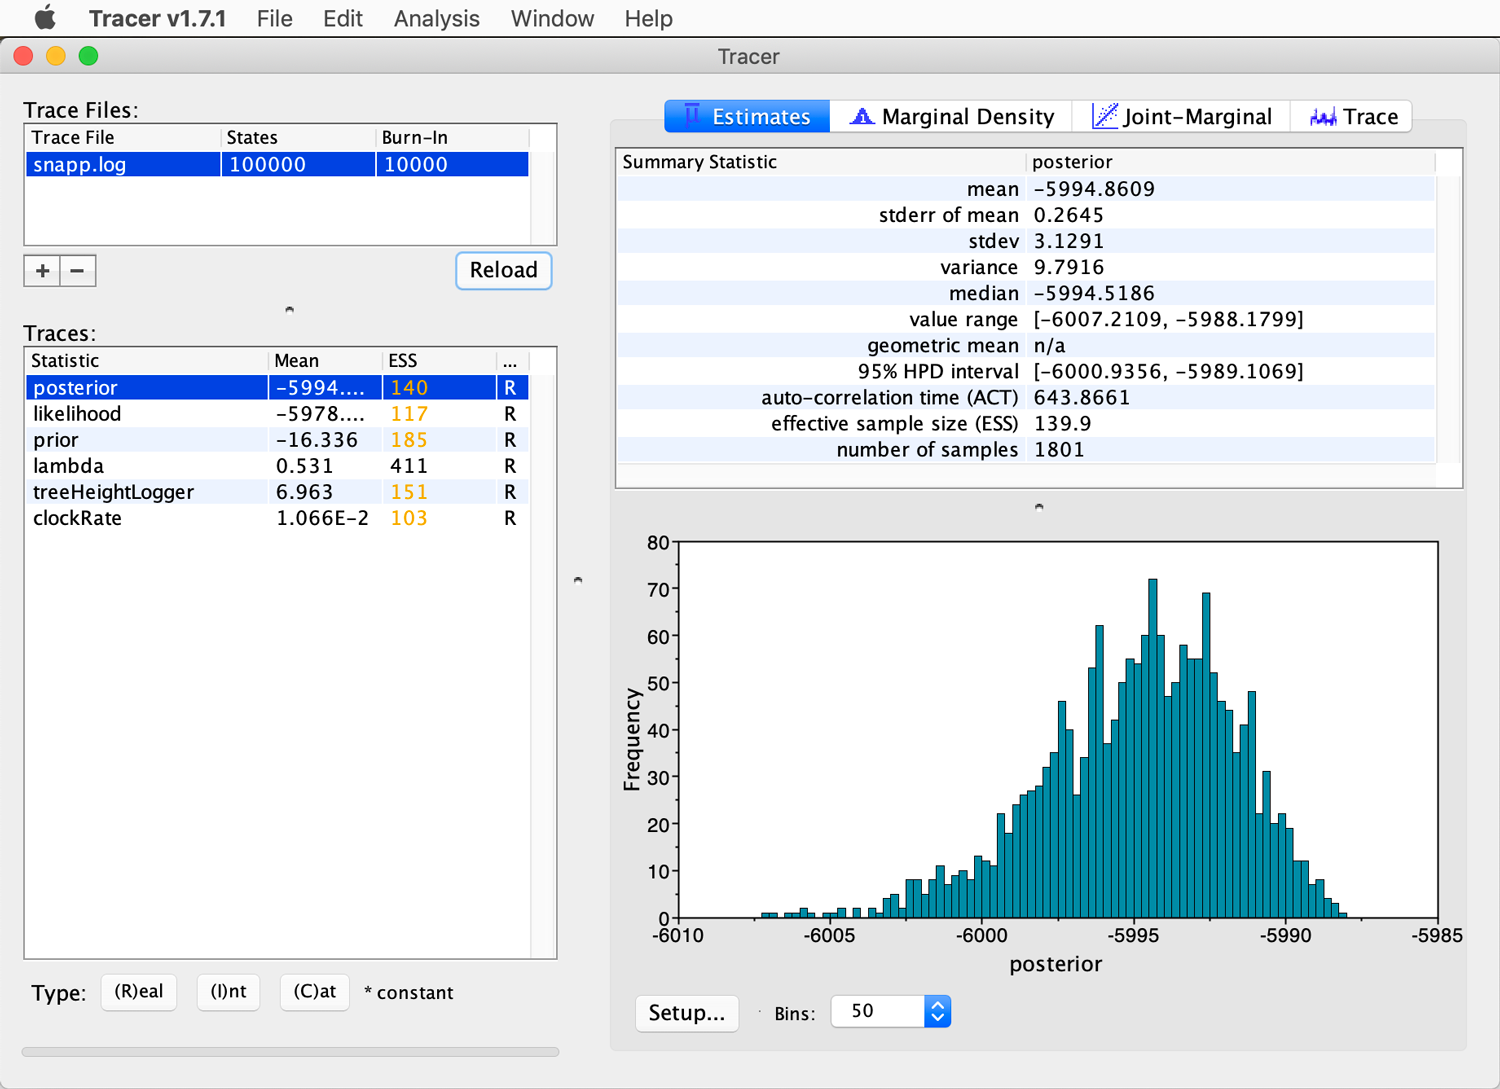 Tracer v1.7.1 File Edit Analysis Window Help
Tracer
Trace Files:
Trace File States Burn-In
snapp.log 100000 10000
+ −
Reload
Traces:
Statistic Mean ESS ...
posterior -5994.... 140 R
likelihood -5978.... 117 R
prior -16.336 185 R
lambda 0.531 411 R
treeHeightLogger 6.963 151 R
clockRate 1.066E-2 103 R
Type: (R)eal (I)nt (C)at * constant
Estimates Marginal Density Joint-Marginal Trace
Summary Statistic posterior
mean -5994.8609
stderr of mean 0.2645
stdev 3.1291
variance 9.7916
median -5994.5186
value range [-6007.2109, -5988.1799]
geometric mean n/a
95% HPD interval [-6000.9356, -5989.1069]
auto-correlation time (ACT) 643.8661
effective sample size (ESS) 139.9
number of samples 1801
80
70
60
50
40
30
20
10
0
Frequency
-6010 -6005 -6000 -5995 -5990 -5985
posterior
Setup... Bins: 50